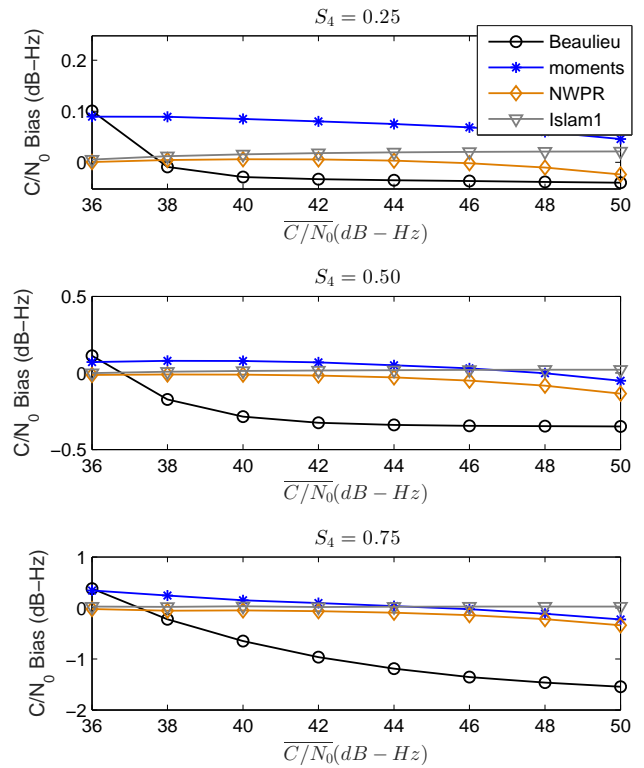 S₄ = 0.25
C/N₀ Bias (dB−Hz)
0.2
0.1
0
36 38 40 42 44 46 48 50
C/N₀(dB − Hz)
Beaulieu
moments
NWPR
Islam1
S₄ = 0.50
C/N₀ Bias (dB−Hz)
0.5
0
−0.5
36 38 40 42 44 46 48 50
C/N₀(dB − Hz)
S₄ = 0.75
C/N₀ Bias (dB−Hz)
1
0
−1
−2
36 38 40 42 44 46 48 50
C/N₀(dB − Hz)